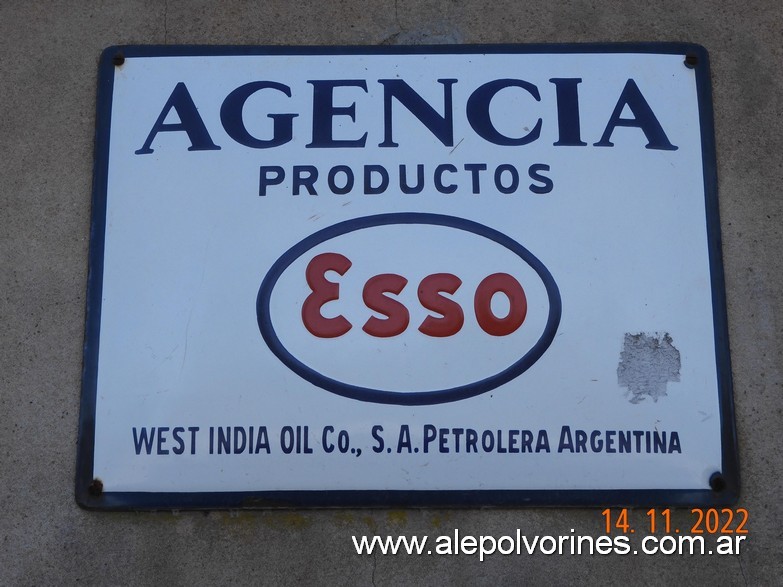 AGENCIA
PRODUCTOS
Esso
WEST INDIA OIL Co., S.A. PETROLERA ARGENTINA
14.11.2022
www.alepolvorines.com.ar